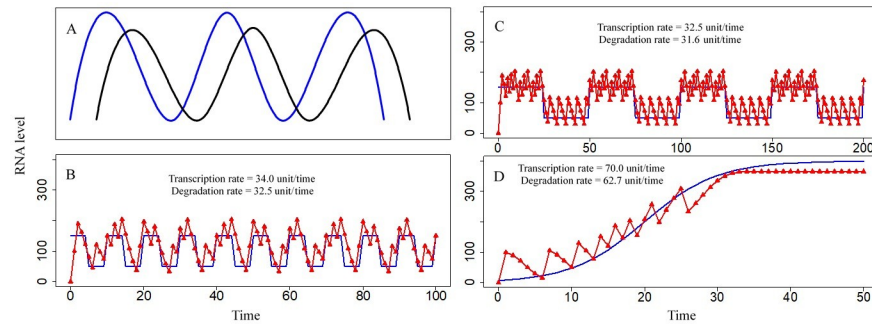 A
RNA level
B
Transcription rate = 34.0 unit/time
Degradation rate = 32.5 unit/time
300
100
0
0 20 40 60 80 100
Time
C
Transcription rate = 32.5 unit/time
Degradation rate = 31.6 unit/time
300
100
0
0 50 100 150 200
D
Transcription rate = 70.0 unit/time
Degradation rate = 62.7 unit/time
300
100
0
0 10 20 30 40 50
Time